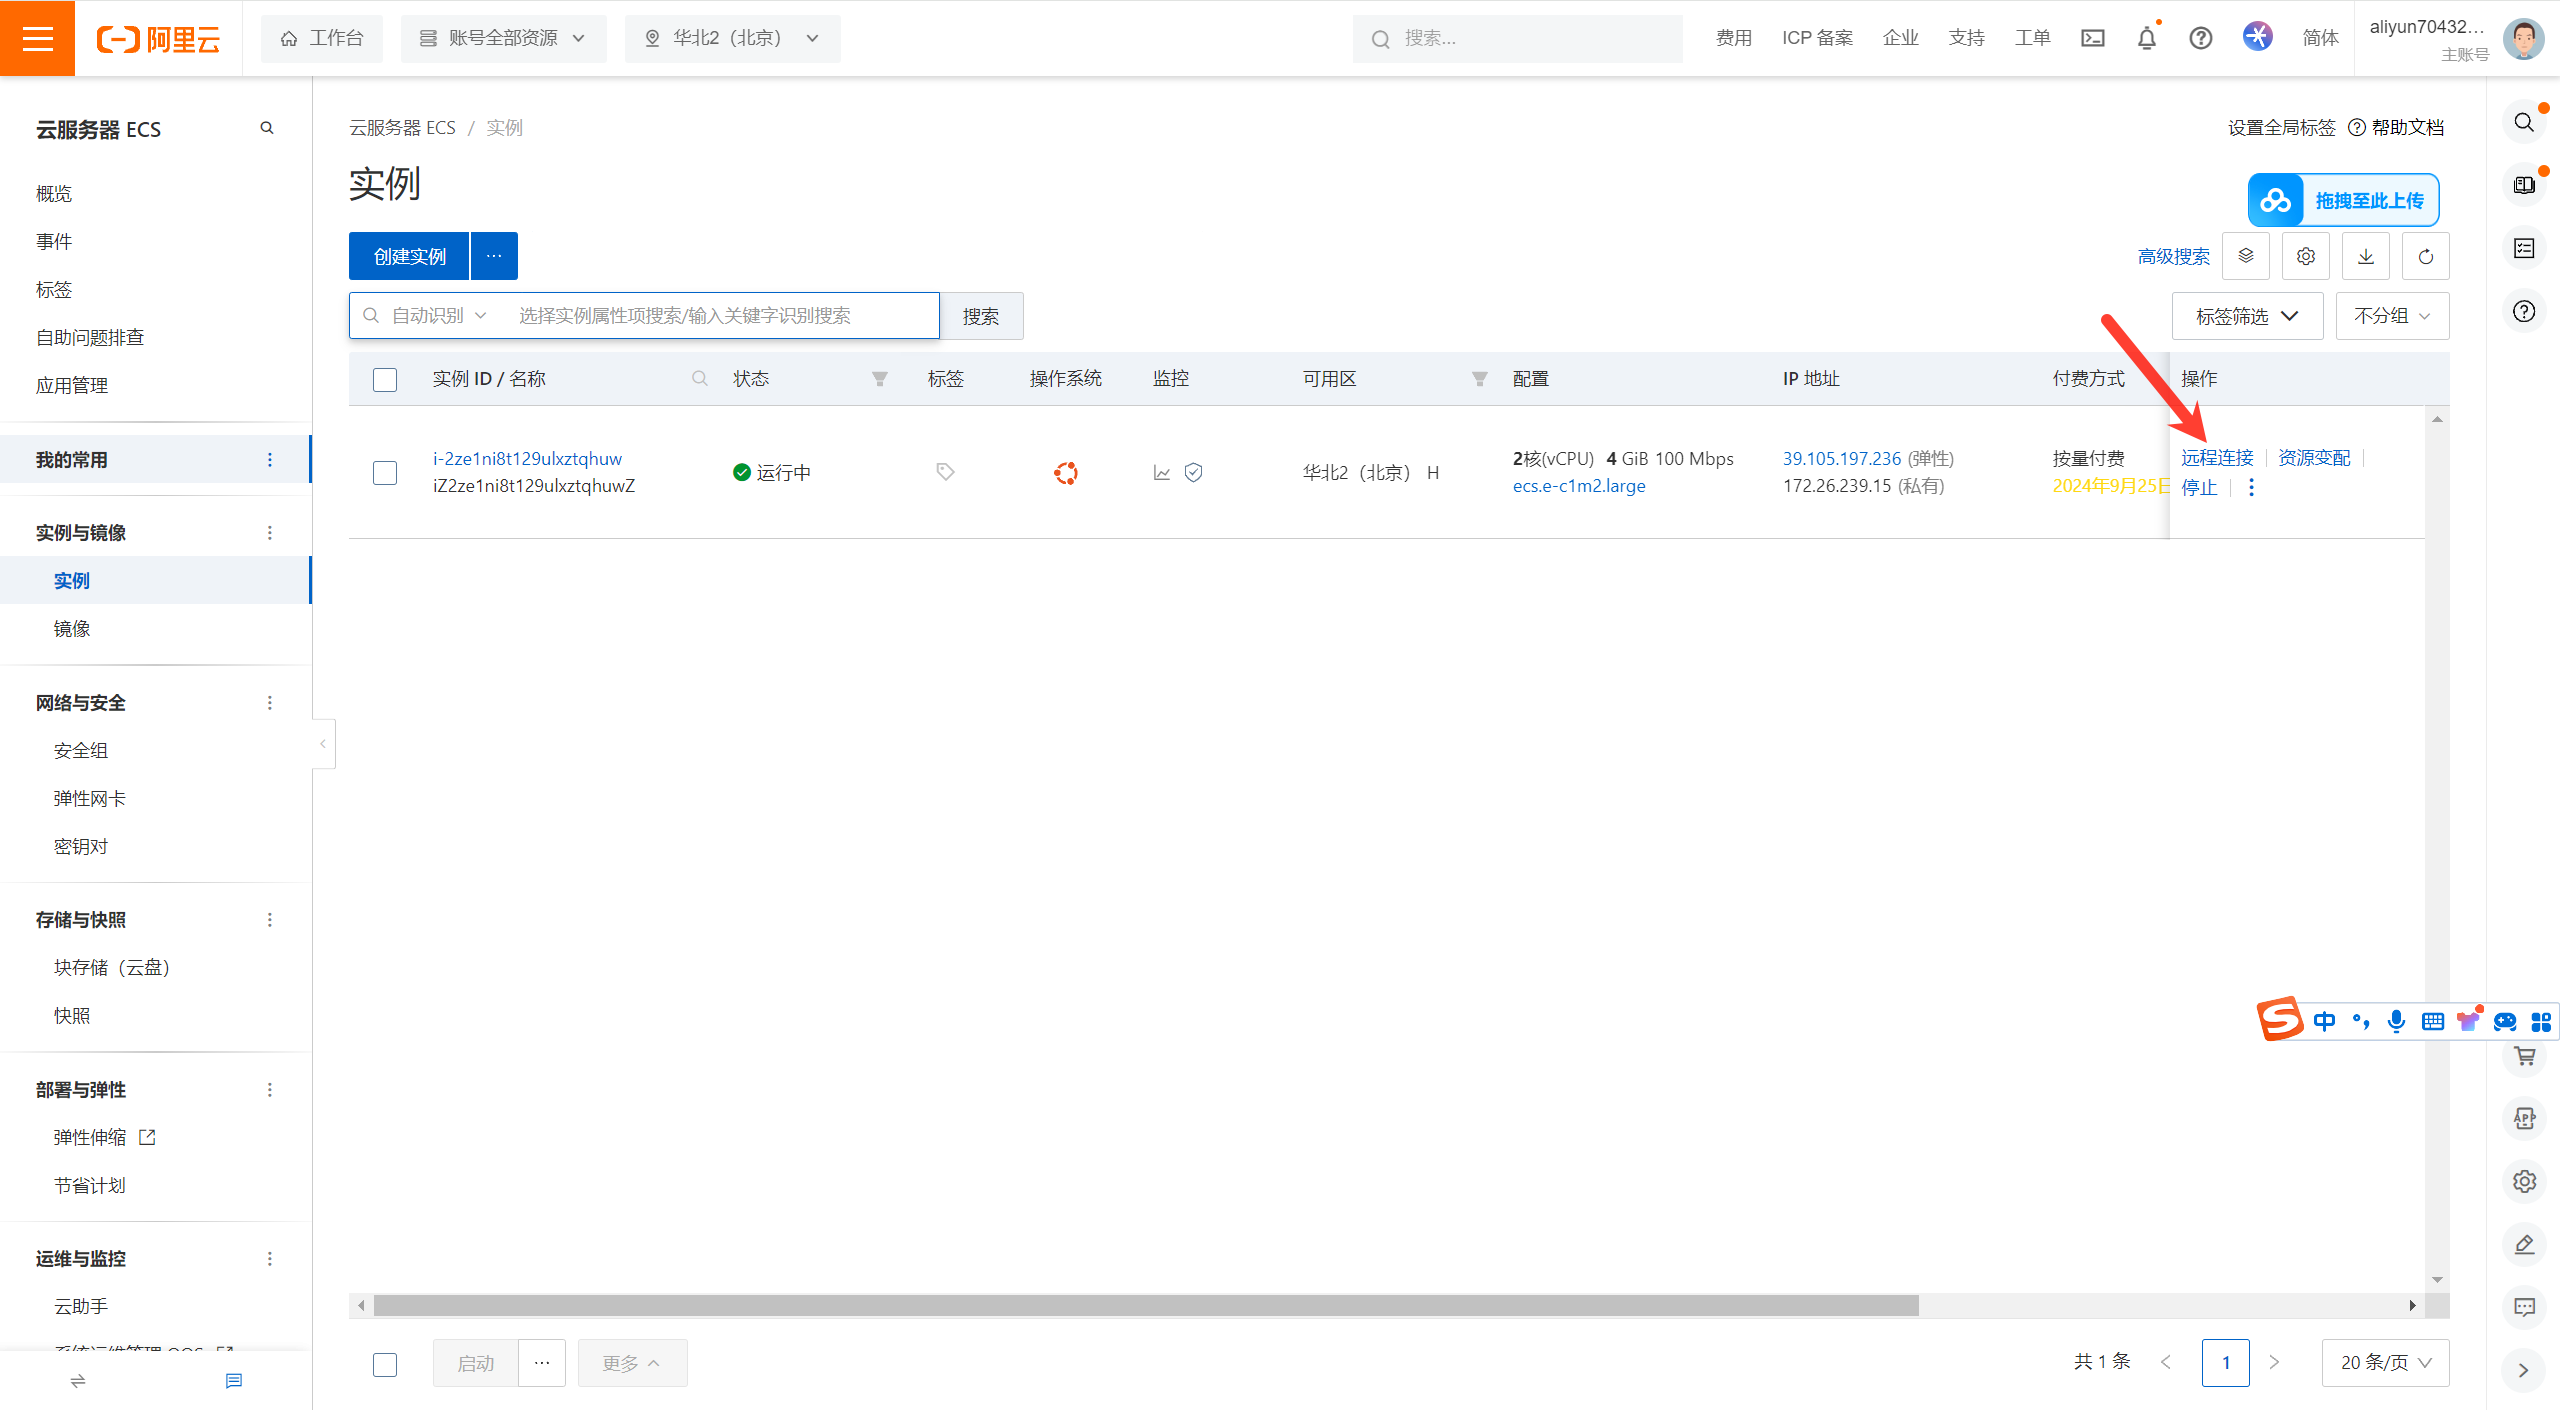 阿里云
工作台
账号全部资源
华北2（北京）
搜索...
费用
ICP 备案
企业
支持
工单
简体
aliyun70432...
主账号
云服务器 ECS
概览
事件
标签
自助问题排查
应用管理
我的常用
实例与镜像
实例
镜像
网络与安全
安全组
弹性网卡
密钥对
存储与快照
块存储（云盘）
快照
部署与弹性
弹性伸缩
节省计划
运维与监控
云助手
系统运维管理 OOS
云服务器 ECS / 实例
设置全局标签 帮助文档
实例
拖拽至此上传
创建实例 ...
高级搜索
自动识别 选择实例属性项搜索/输入关键字识别搜索 搜索
标签筛选 不分组
实例 ID / 名称 状态 标签 操作系统 监控 可用区 配置 IP 地址 付费方式 操作
i-2ze1ni8t129ulxztqhuw
iZ2ze1ni8t129ulxztqhuwZ
运行中
华北2（北京） H
2核(vCPU) 4 GiB 100 Mbps
ecs.e-c1m2.large
39.105.197.236 (弹性)
172.26.239.15 (私有)
按量付费
2024年9月25日
远程连接 资源变配
停止
中
APP
启动 ... 更多
共 1 条 1 20 条/页